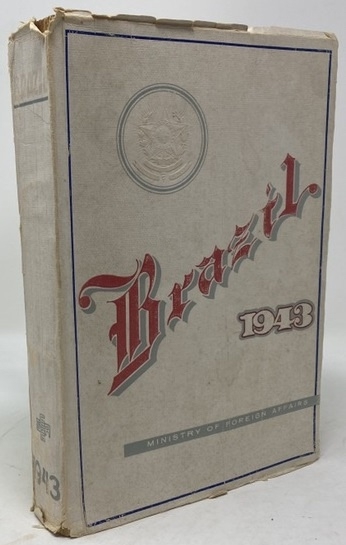 Brazil
1943
MINISTRY OF FOREIGN AFFAIRS
1943